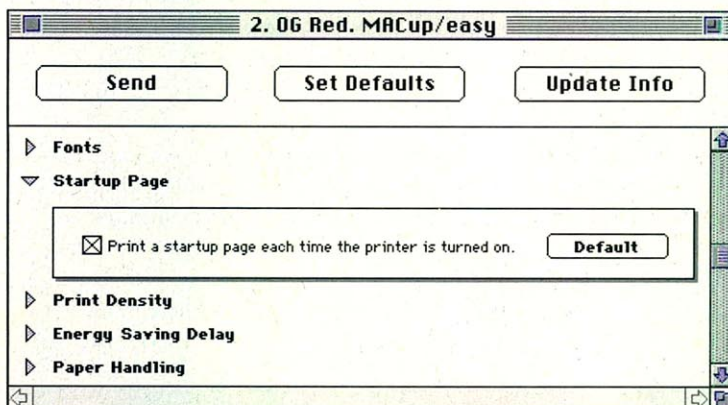 2. OG Red. MACup/easy
Send
Set Defaults
Update Info
Fonts
Startup Page
Print a startup page each time the printer is turned on.
Default
Print Density
Energy Saving Delay
Paper Handling